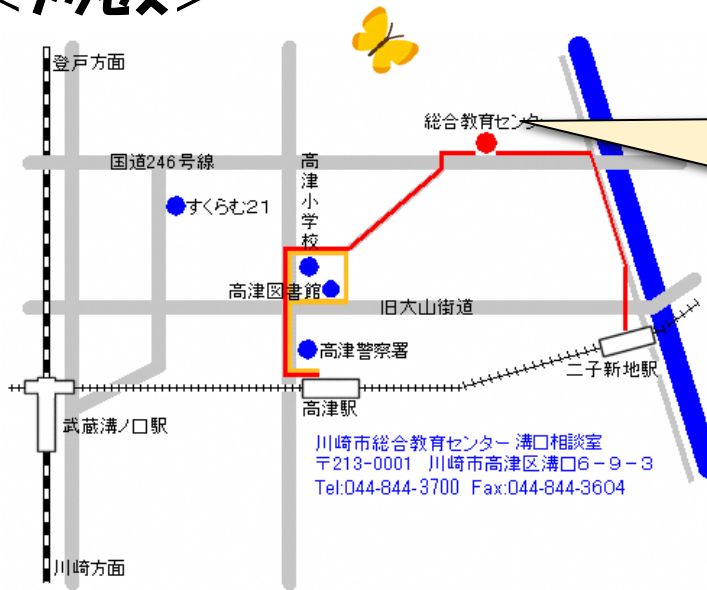 ＜アクセス＞
登戸方面
総合教育センター
国道246号線
高津小学校
すくらむ21
高津図書館
旧大山街道
高津警察署
二子新地駅
高津駅
武蔵溝ノ口駅
川崎市総合教育センター 溝口相談室
〒213-0001 川崎市高津区溝口６－９－３
Tel:044-844-3700 Fax:044-844-3604
川崎方面